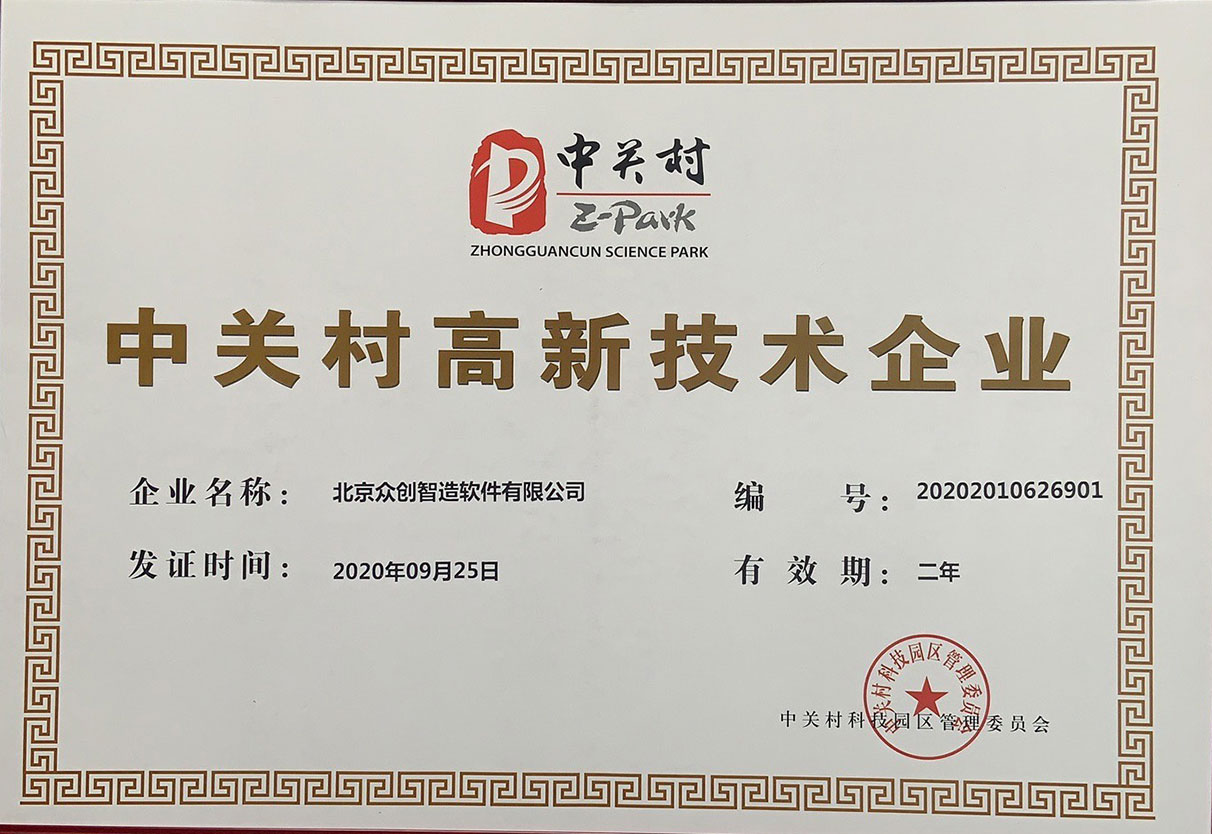 中关村
Z-Park
ZHONGGUANCUN SCIENCE PARK
中关村高新技术企业
企业名称：北京众创智造软件有限公司
编 号：20202010626901
发证时间：2020年09月25日
有效期：二年
中关村科技园区管理委员会
中关村科技园区管理委员会